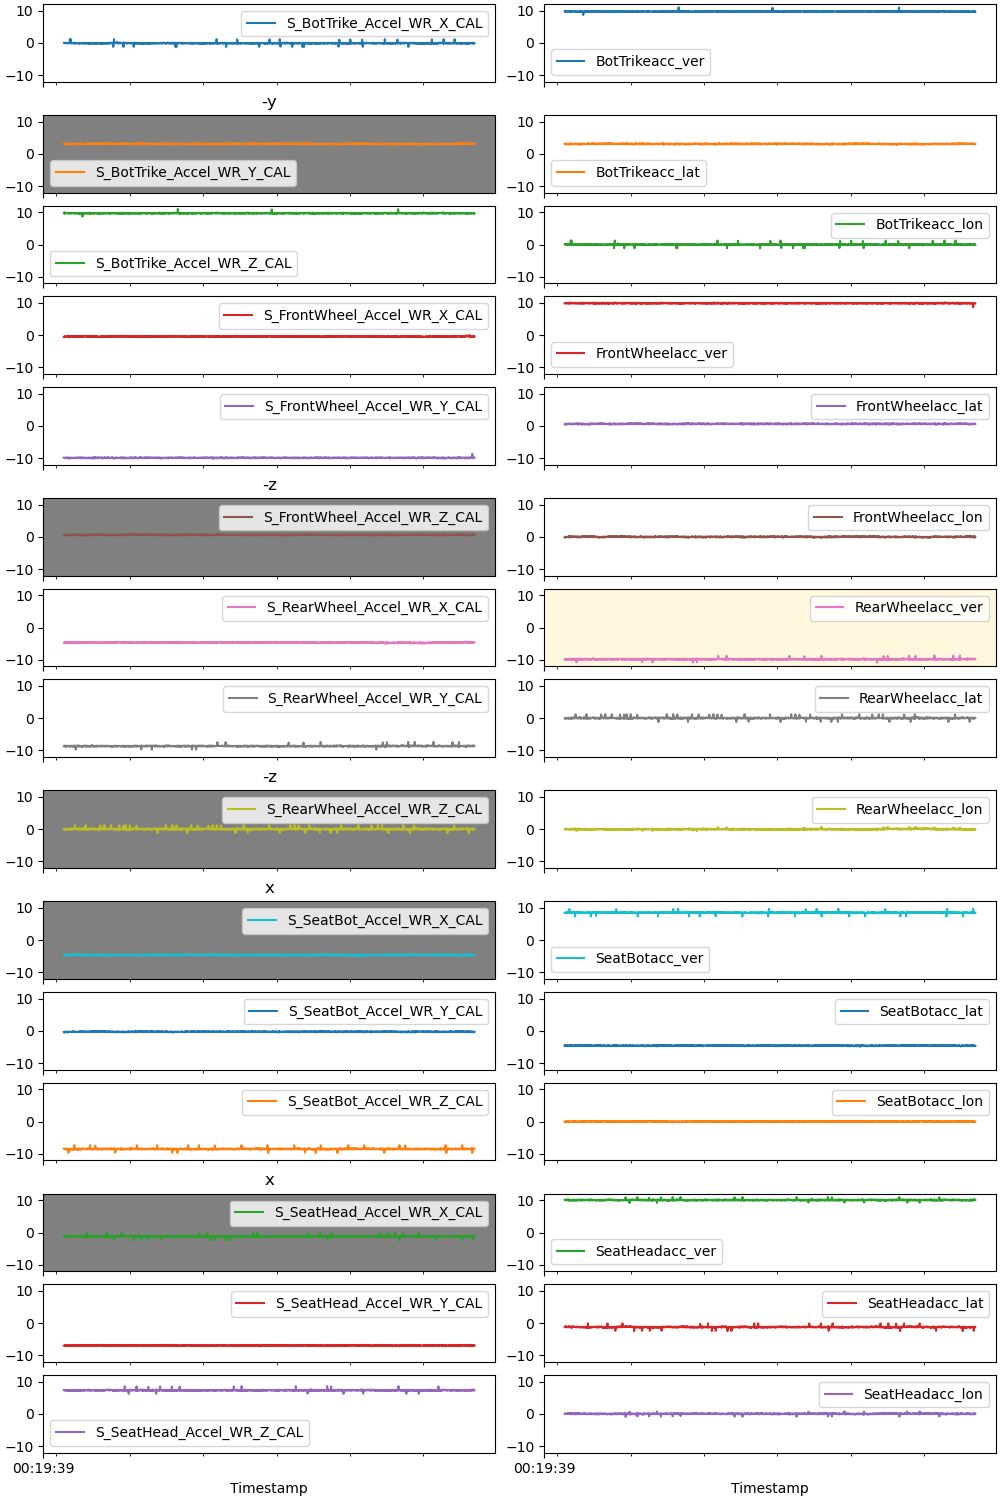 10
0
−10
S_BotTrike_Accel_WR_X_CAL
10
0
−10
BotTrikeacc_ver
-y
10
0
−10
S_BotTrike_Accel_WR_Y_CAL
10
0
−10
BotTrikeacc_lat
10
0
−10
S_BotTrike_Accel_WR_Z_CAL
10
0
−10
BotTrikeacc_lon
10
0
−10
S_FrontWheel_Accel_WR_X_CAL
10
0
−10
FrontWheelacc_ver
10
0
−10
S_FrontWheel_Accel_WR_Y_CAL
10
0
−10
FrontWheelacc_lat
-z
10
0
−10
S_FrontWheel_Accel_WR_Z_CAL
10
0
−10
FrontWheelacc_lon
10
0
−10
S_RearWheel_Accel_WR_X_CAL
10
0
−10
RearWheelacc_ver
10
0
−10
S_RearWheel_Accel_WR_Y_CAL
10
0
−10
RearWheelacc_lat
-z
10
0
−10
S_RearWheel_Accel_WR_Z_CAL
10
0
−10
RearWheelacc_lon
x
10
0
−10
S_SeatBot_Accel_WR_X_CAL
10
0
−10
SeatBotacc_ver
10
0
−10
S_SeatBot_Accel_WR_Y_CAL
10
0
−10
SeatBotacc_lat
10
0
−10
S_SeatBot_Accel_WR_Z_CAL
10
0
−10
SeatBotacc_lon
x
10
0
−10
S_SeatHead_Accel_WR_X_CAL
10
0
−10
SeatHeadacc_ver
10
0
−10
S_SeatHead_Accel_WR_Y_CAL
10
0
−10
SeatHeadacc_lat
10
0
−10
S_SeatHead_Accel_WR_Z_CAL
10
0
−10
SeatHeadacc_lon
00:19:39
Timestamp
00:19:39
Timestamp